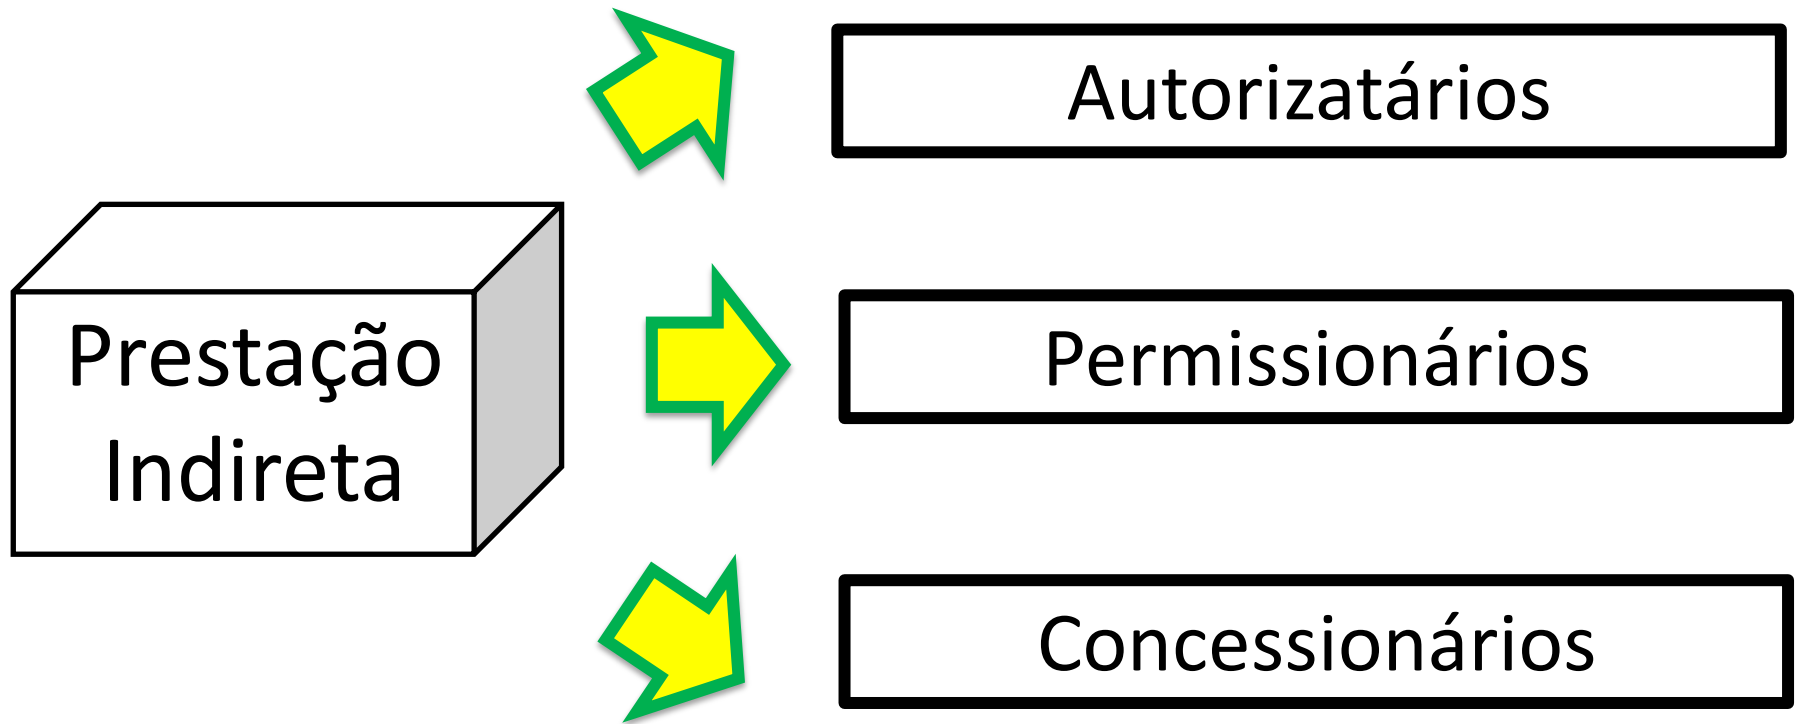 Prestação
Indireta
Autorizatários
Permissionários
Concessionários